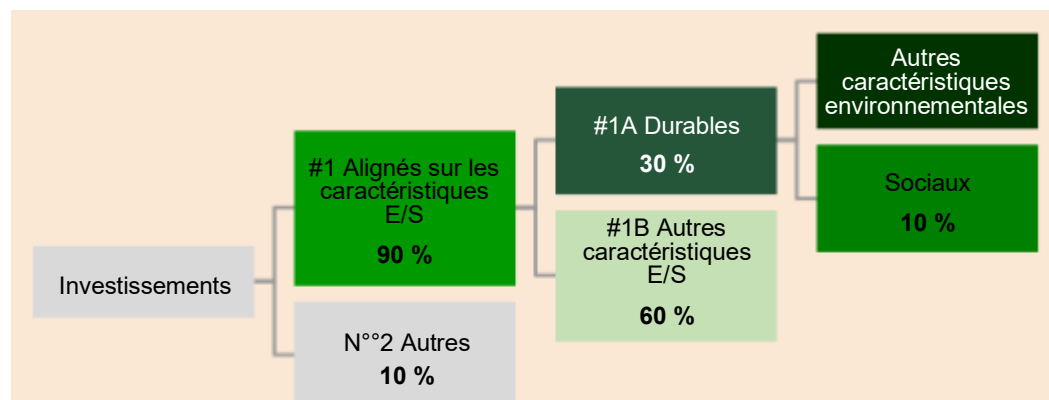 Investissements
#1 Alignés sur les
caractéristiques
E/S
90 %
N°°2 Autres
10 %
#1A Durables
30 %
#1B Autres
caractéristiques
E/S
60 %
Autres
caractéristiques
environnementales
Sociaux
10 %